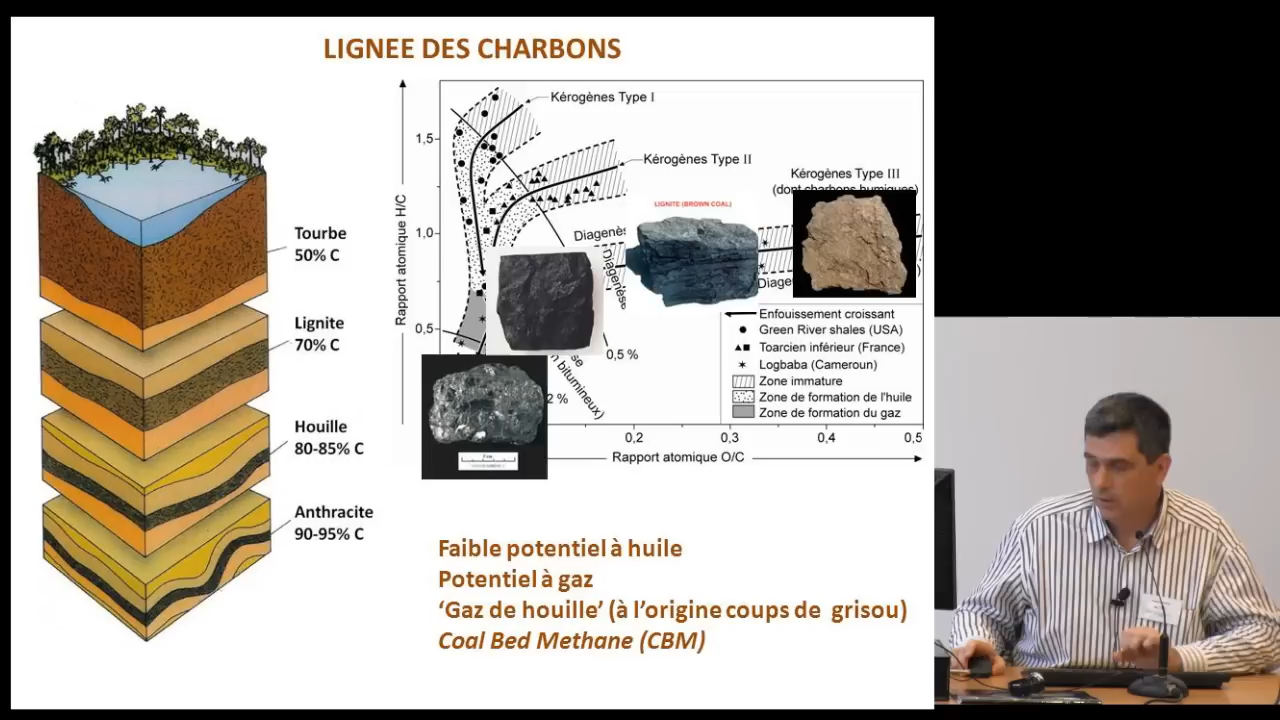 LIGNEE DES CHARBONS
Tourbe
50% C
Lignite
70% C
Houille
80-85% C
Anthracite
90-95% C
Rapport atomique H/C
1,5
1,0
0,5
Kérogènes Type I
Kérogènes Type II
Kérogènes Type III
(dont charbons humiques)
LIGNITE (BROWN COAL)
Diagenès
Diagenèse
Diage
0,5 %
2 %
bitumineux)
Enfouissement croissant
Green River shales (USA)
Toarcien inférieur (France)
Logbaba (Cameroun)
Zone immature
Zone de formation de l'huile
Zone de formation du gaz
0,2
0,3
0,4
0,5
Rapport atomique O/C
Faible potentiel à huile
Potentiel à gaz
‘Gaz de houille’ (à l’origine coups de grisou)
Coal Bed Methane (CBM)